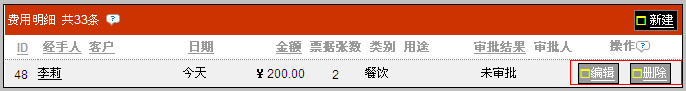 费用明细 共33条 新建
ID 经手人 客户 日期 金额 票据张数 类别 用途 审批结果 审批人 操作
48 李莉 今天 ¥ 200.00 2 餐饮 未审批 编辑 删除